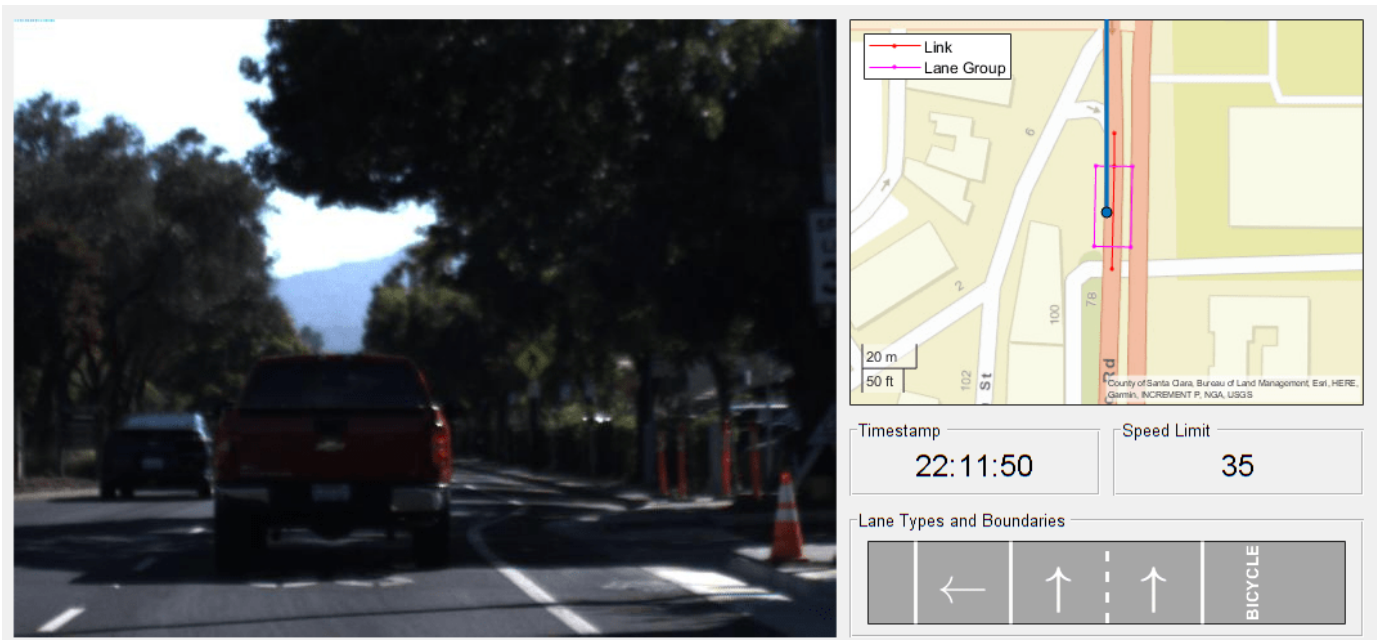 Link
Lane Group
6
2
100
78
102
St
Rd
20 m
50 ft
County of Santa Clara, Bureau of Land Management, Esri, HERE,
Garmin, INCREMENT P, NGA, USGS
Timestamp
22:11:50
Speed Limit
35
Lane Types and Boundaries
BICYCLE